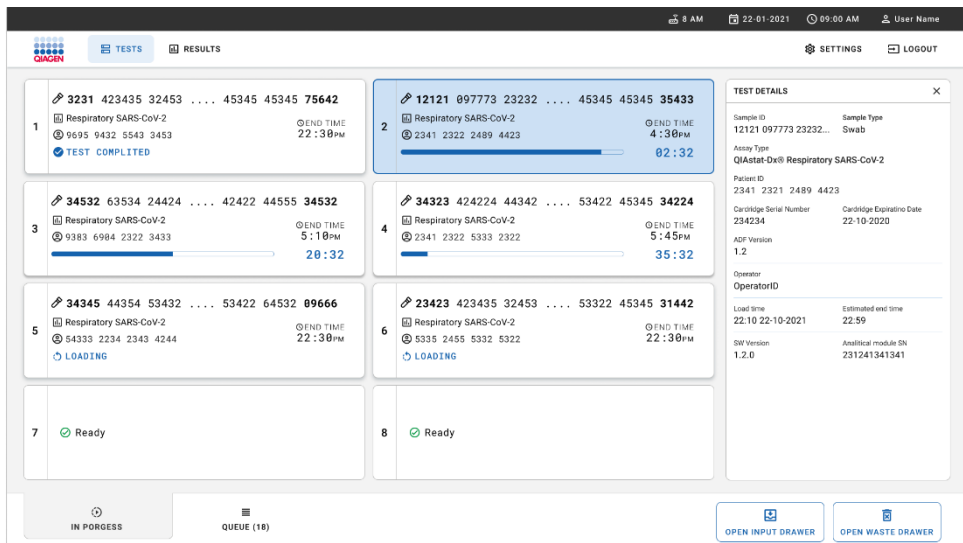 8 AM 22-01-2021 09:00 AM User Name
QIAGEN TESTS RESULTS SETTINGS LOGOUT
1
3231 423435 32453 .... 45345 45345 75642
Respiratory SARS-CoV-2
9695 9432 5543 3453
END TIME
22:30PM
TEST COMPLITED
2
12121 097773 23232 .... 45345 45345 35433
Respiratory SARS-CoV-2
2341 2322 2489 4423
END TIME
4:30PM
02:32
3
34532 63534 24424 .... 42422 44555 34532
Respiratory SARS-CoV-2
9383 6904 2322 3433
END TIME
5:10PM
20:32
4
34323 424224 44342 .... 53422 45345 34224
Respiratory SARS-CoV-2
2341 2322 5333 2322
END TIME
5:45PM
35:32
5
34345 44354 53432 .... 53422 64532 09666
Respiratory SARS-CoV-2
54333 2234 2343 4244
END TIME
22:30PM
LOADING
6
23423 423435 32453 .... 53322 45345 31442
Respiratory SARS-CoV-2
5335 2455 5332 5322
END TIME
22:30PM
LOADING
7
Ready
8
Ready
TEST DETAILS
Sample ID Sample Type
12121 097773 23232... Swab
Assay Type
QIAstat-Dx® Respiratory SARS-CoV-2
Patient ID
2341 2321 2489 4423
Cardridge Serial Number Cardridge Expiratino Date
234234 22-10-2020
ADF Version
1.2
Operator
OperatorID
Load time Estimated end time
22:10 22-10-2021 22:59
SW Version Analitical module SN
1.2.0 231241341341
IN PORGESS
QUEUE (18)
OPEN INPUT DRAWER
OPEN WASTE DRAWER